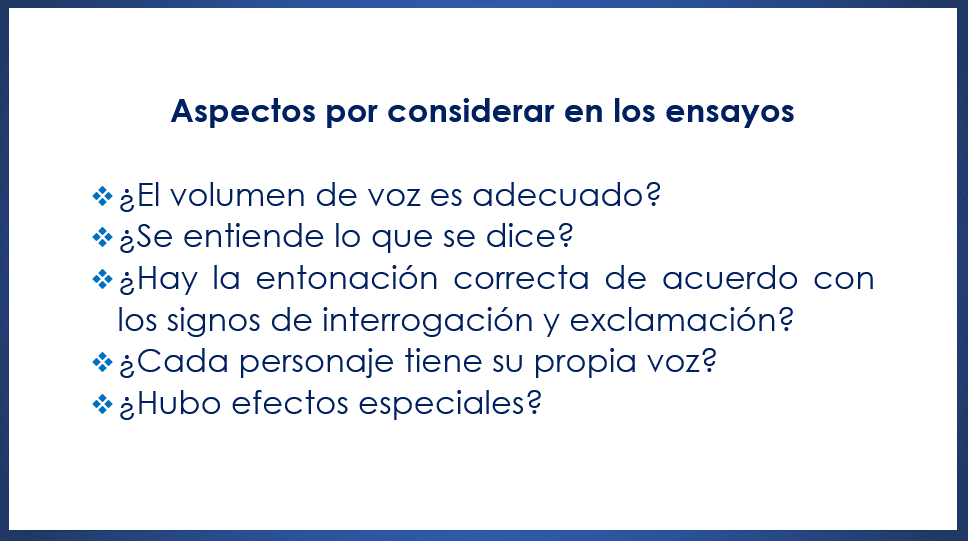 Aspectos por considerar en los ensayos
❖¿El volumen de voz es adecuado?
❖¿Se entiende lo que se dice?
❖¿Hay la entonación correcta de acuerdo con
los signos de interrogación y exclamación?
❖¿Cada personaje tiene su propia voz?
❖¿Hubo efectos especiales?